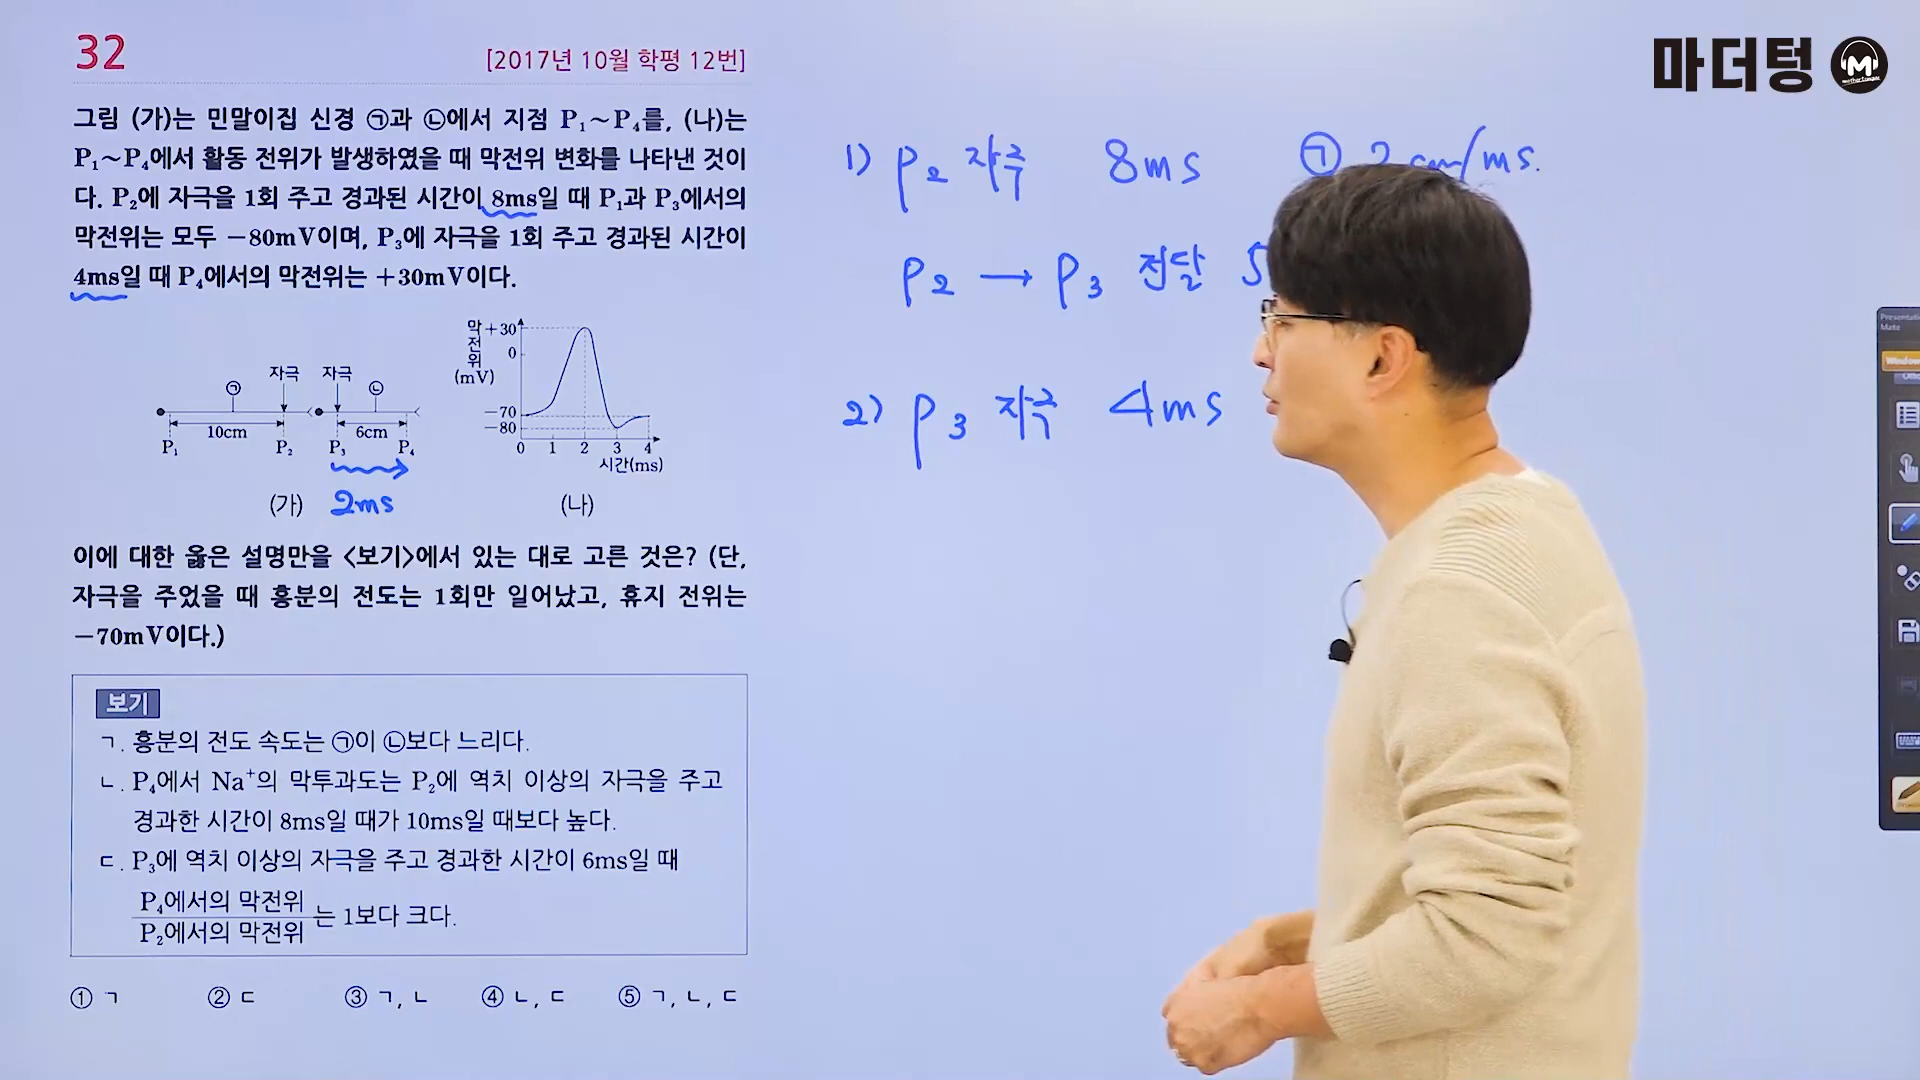 32
[2017년 10월 학평 12번]
그림 (가)는 민말이집 신경 ㉠과 ㉡에서 지점 P₁~P₄를, (나)는
P₁~P₄에서 활동 전위가 발생하였을 때 막전위 변화를 나타낸 것이
다. P₂에 자극을 1회 주고 경과된 시간이 8ms일 때 P₁과 P₃에서의
막전위는 모두 −80mV이며, P₃에 자극을 1회 주고 경과된 시간이
4ms일 때 P₄에서의 막전위는 +30mV이다.
자극 자극
㉠ ㉡
10cm 6cm
P₁ P₂ P₃ P₄
2ms
(가)
막전위(mV)
+30
0
−70
−80
0 1 2 3 4
시간(ms)
(나)
이에 대한 옳은 설명만을 <보기>에서 있는 대로 고른 것은? (단,
자극을 주었을 때 흥분의 전도는 1회만 일어났고, 휴지 전위는
−70mV이다.)
보기
ㄱ. 흥분의 전도 속도는 ㉠이 ㉡보다 느리다.
ㄴ. P₄에서 Na⁺의 막투과도는 P₂에 역치 이상의 자극을 주고
경과한 시간이 8ms일 때가 10ms일 때보다 높다.
ㄷ. P₃에 역치 이상의 자극을 주고 경과한 시간이 6ms일 때
P₄에서의 막전위
P₂에서의 막전위
는 1보다 크다.
① ㄱ ② ㄷ ③ ㄱ, ㄴ ④ ㄴ, ㄷ ⑤ ㄱ, ㄴ, ㄷ
1) P₂ 자극 8ms ㉠ cm/ms.
P₂ → P₃ 전달 5
2) P₃ 자극 4ms
마더텅
M